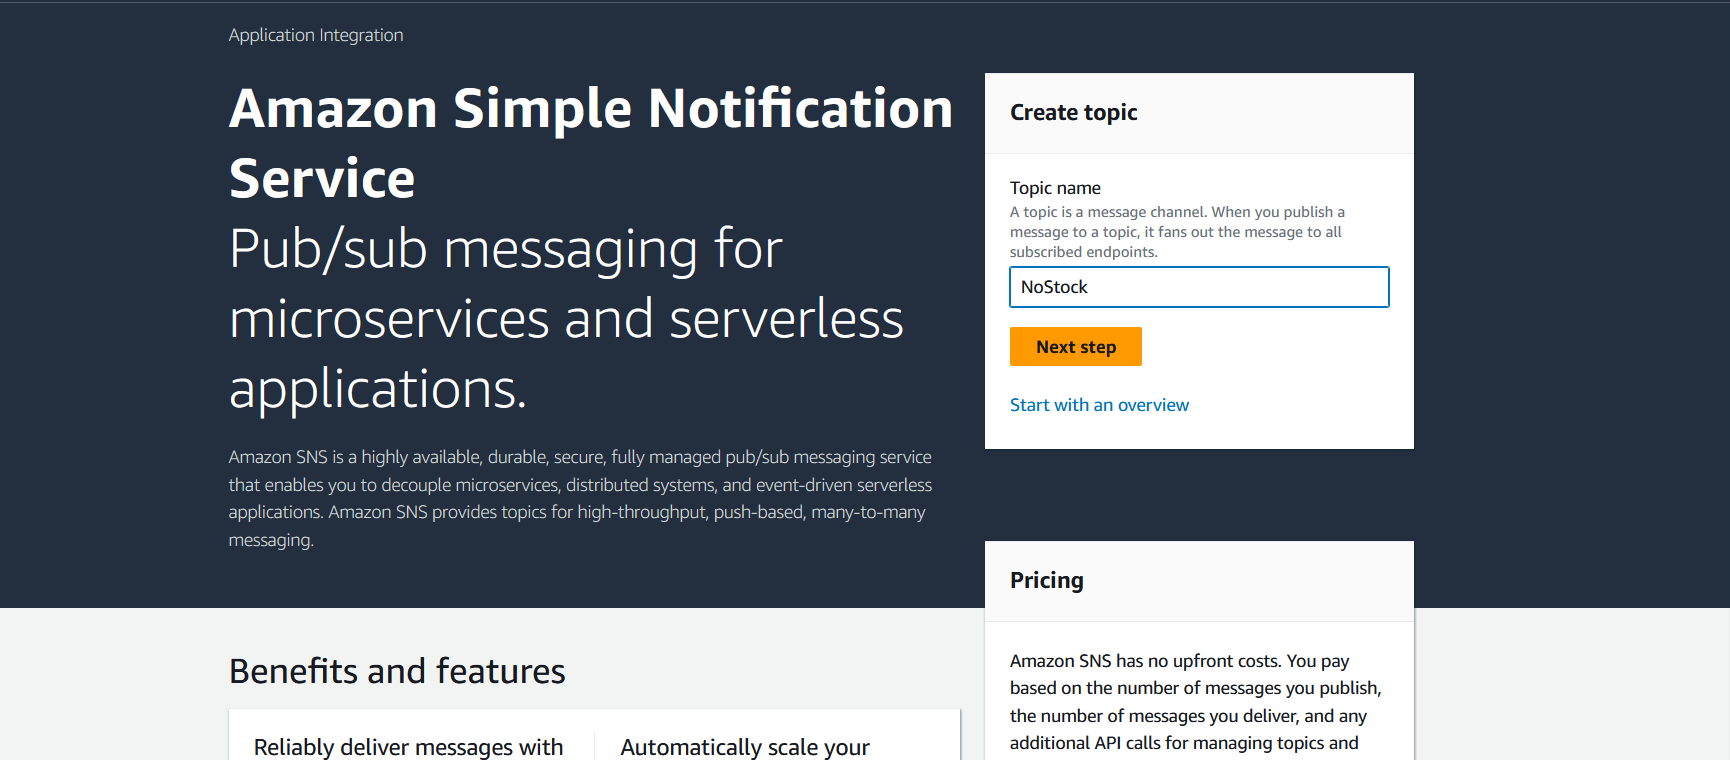 Application Integration
Amazon Simple Notification
Service
Pub/sub messaging for
microservices and serverless
applications.
Amazon SNS is a highly available, durable, secure, fully managed pub/sub messaging service
that enables you to decouple microservices, distributed systems, and event-driven serverless
applications. Amazon SNS provides topics for high-throughput, push-based, many-to-many
messaging.
Create topic
Topic name
A topic is a message channel. When you publish a
message to a topic, it fans out the message to all
subscribed endpoints.
NoStock
Next step
Start with an overview
Pricing
Amazon SNS has no upfront costs. You pay
based on the number of messages you publish,
the number of messages you deliver, and any
additional API calls for managing topics and
Benefits and features
Reliably deliver messages with
Automatically scale your